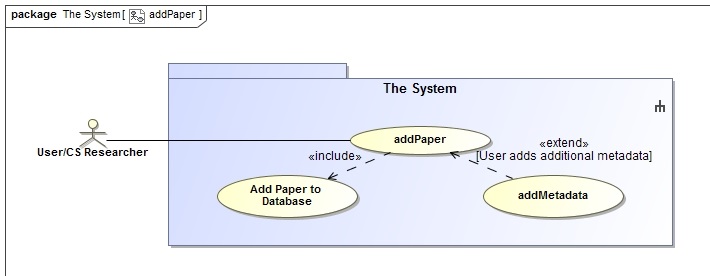 package The System[ addPaper ]
The System
User/CS Researcher
addPaper
«include»
«extend»
[User adds additional metadata]
Add Paper to
Database
addMetadata